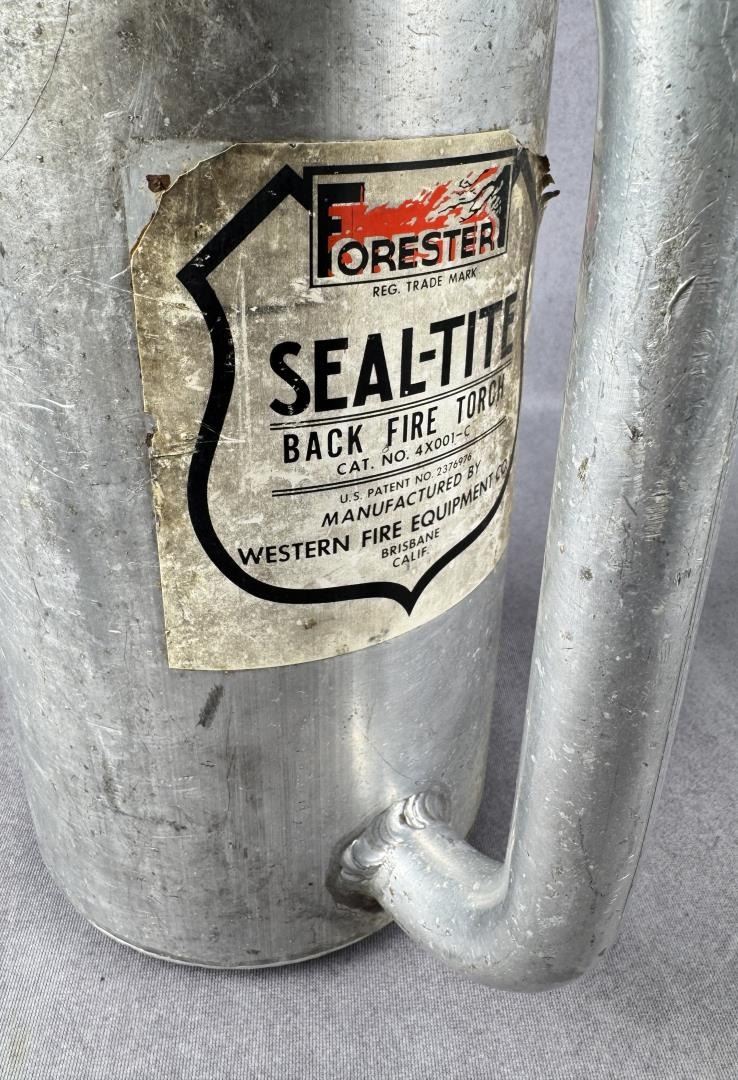 FORESTER
REG. TRADE MARK
SEAL-TITE
BACK FIRE TORCH
CAT. NO. 4X001-C
U.S. PATENT NO. 2376976
MANUFACTURED BY
WESTERN FIRE EQUIPMENT CO.
BRISBANE
CALIF.